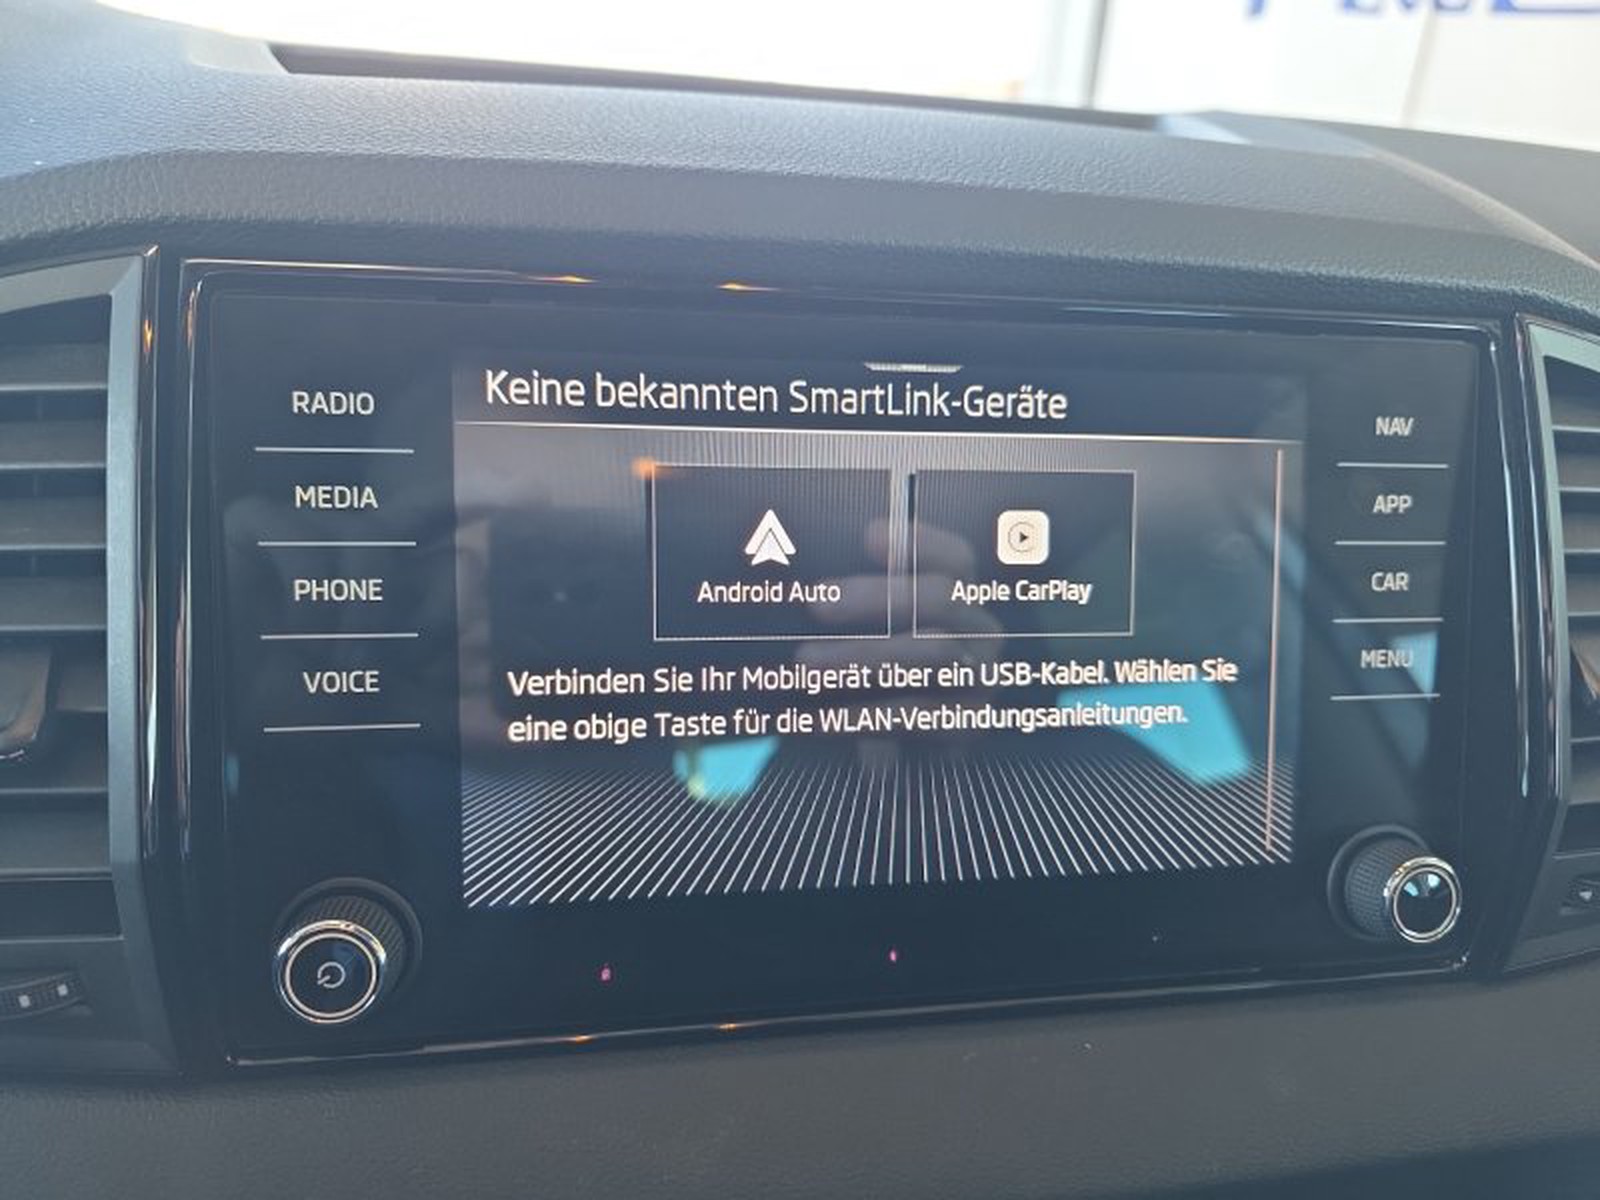 RADIO
MEDIA
PHONE
VOICE
Keine bekannten SmartLink-Geräte
Android Auto
Apple CarPlay
Verbinden Sie Ihr Mobilgerät über ein USB-Kabel. Wählen Sie
eine obige Taste für die WLAN-Verbindungsanleitungen.
NAV
APP
CAR
MENU